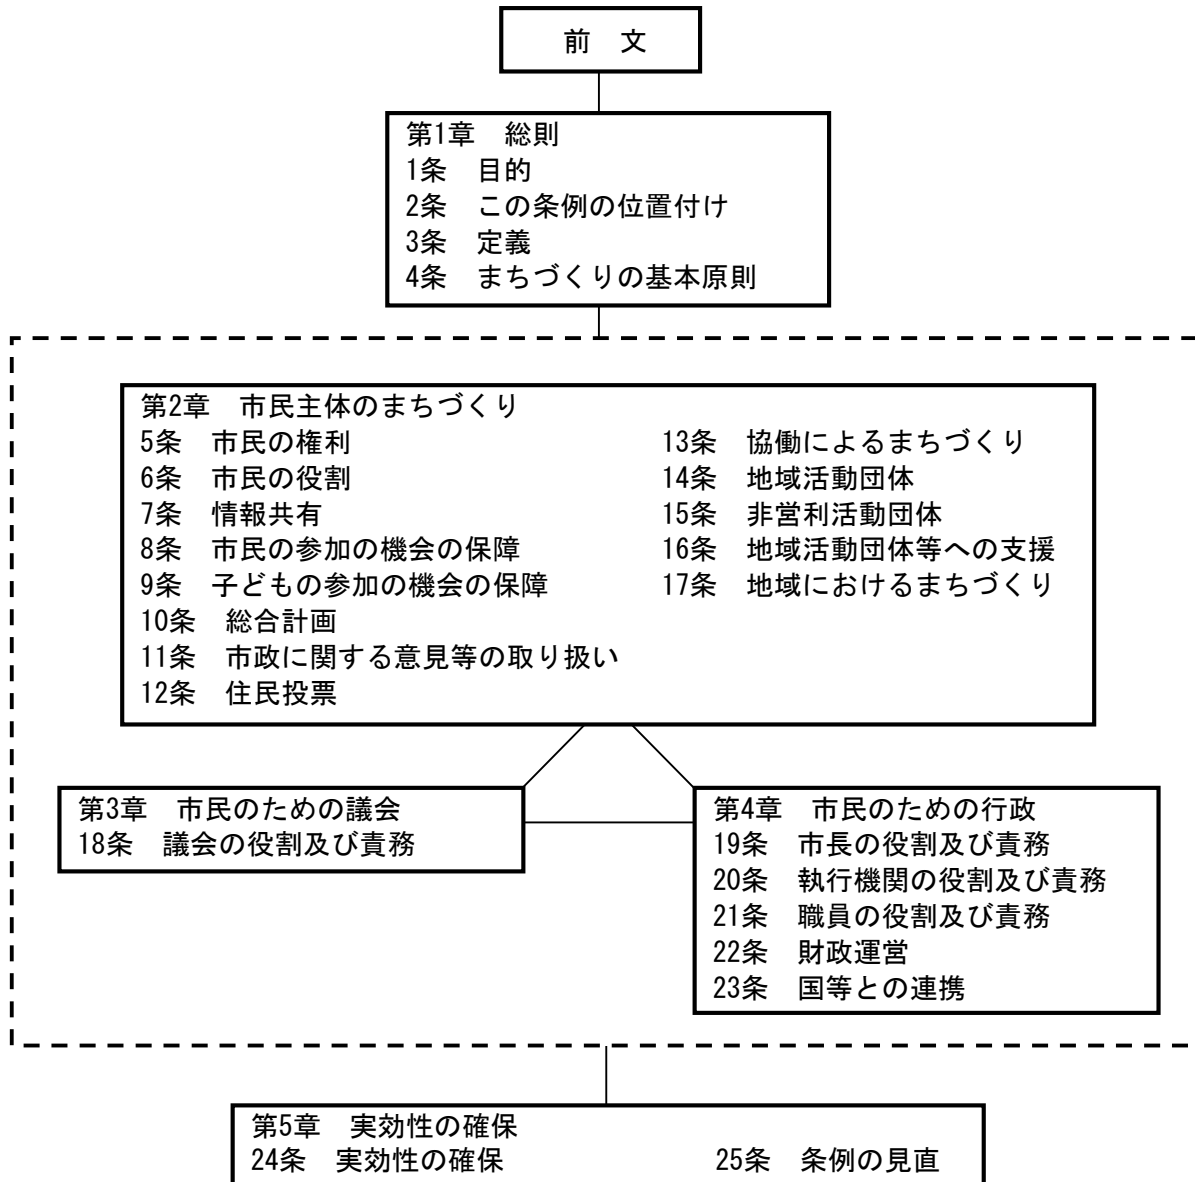 前　文
第1章　総則
1条　目的
2条　この条例の位置付け
3条　定義
4条　まちづくりの基本原則
第2章　市民主体のまちづくり
5条　市民の権利
6条　市民の役割
7条　情報共有
8条　市民の参加の機会の保障
9条　子どもの参加の機会の保障
10条　総合計画
11条　市政に関する意見等の取り扱い
12条　住民投票
13条　協働によるまちづくり
14条　地域活動団体
15条　非営利活動団体
16条　地域活動団体等への支援
17条　地域におけるまちづくり
第3章　市民のための議会
18条　議会の役割及び責務
第4章　市民のための行政
19条　市長の役割及び責務
20条　執行機関の役割及び責務
21条　職員の役割及び責務
22条　財政運営
23条　国等との連携
第5章　実効性の確保
24条　実効性の確保
25条　条例の見直